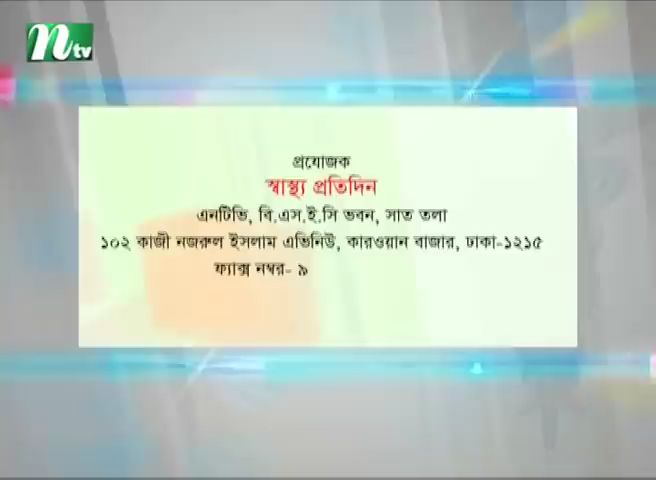 Ntv
প্রযোজক
স্বাস্থ্য প্রতিদিন
এনটিভি, বি.এস.ই.সি ভবন, সাত তলা
১০২ কাজী নজরুল ইসলাম এভিনিউ, কারওয়ান বাজার, ঢাকা-১২১৫
ফ্যাক্স নম্বর- ৯